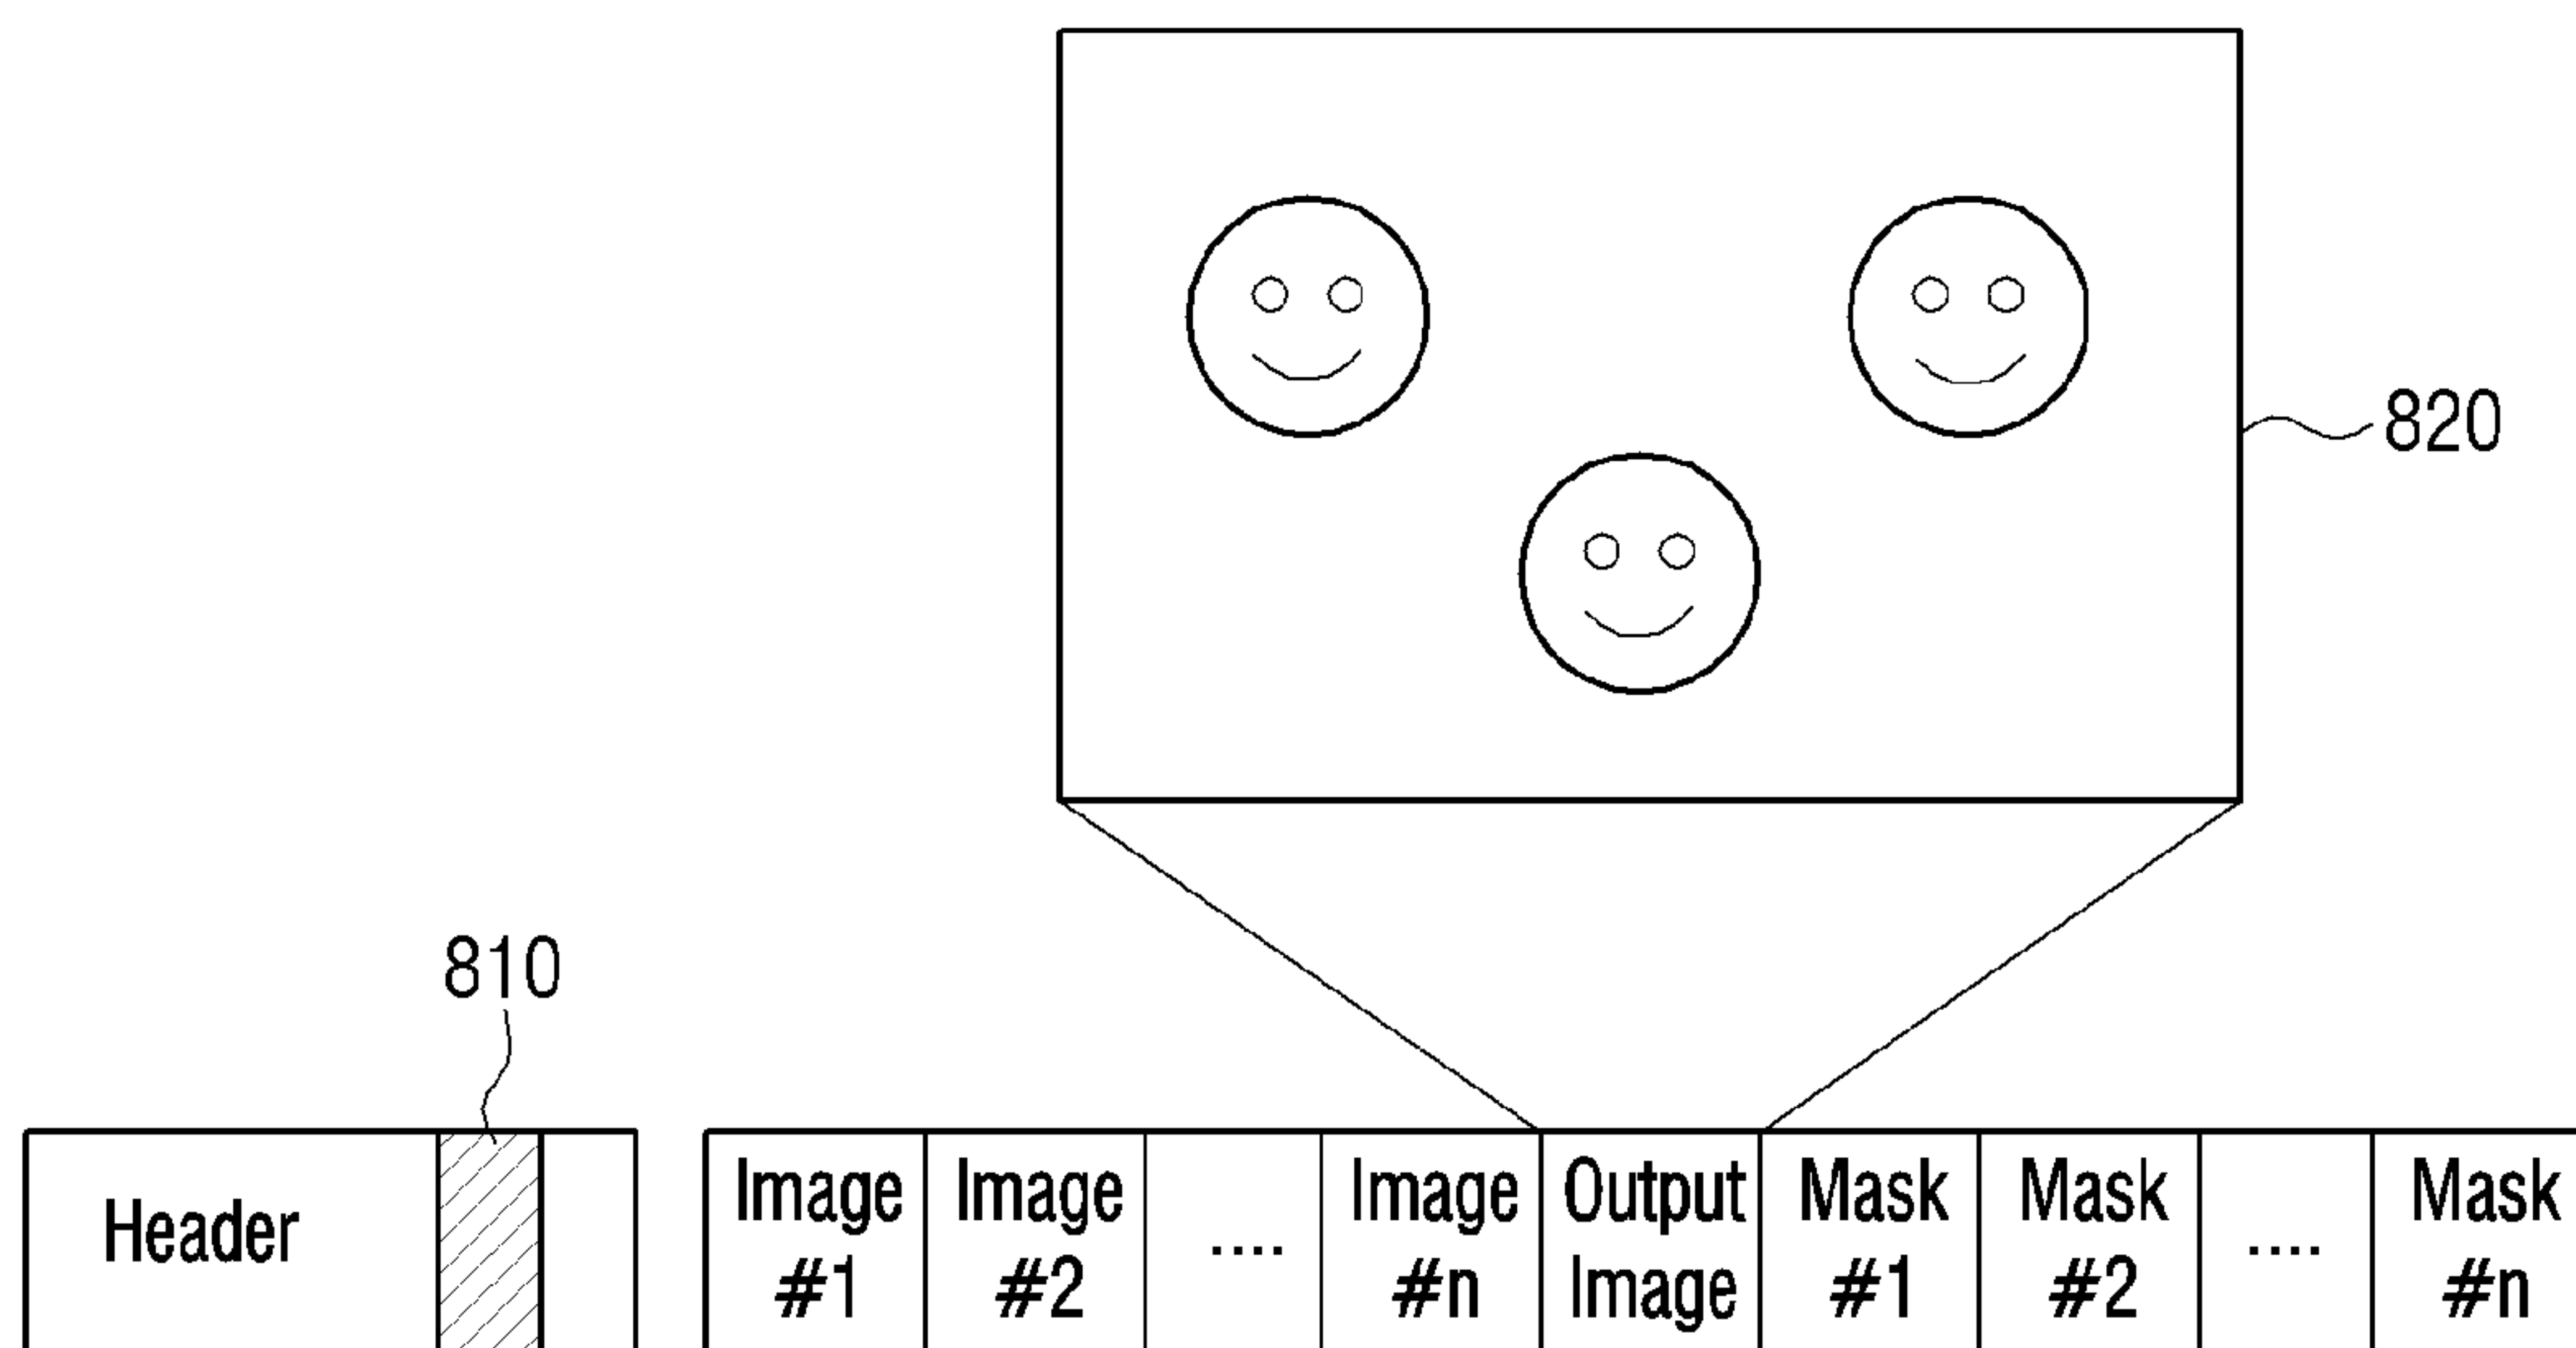 820
810
Header
Image #1
Image #2
....
Image #n
Output Image
Mask #1
Mask #2
....
Mask #n